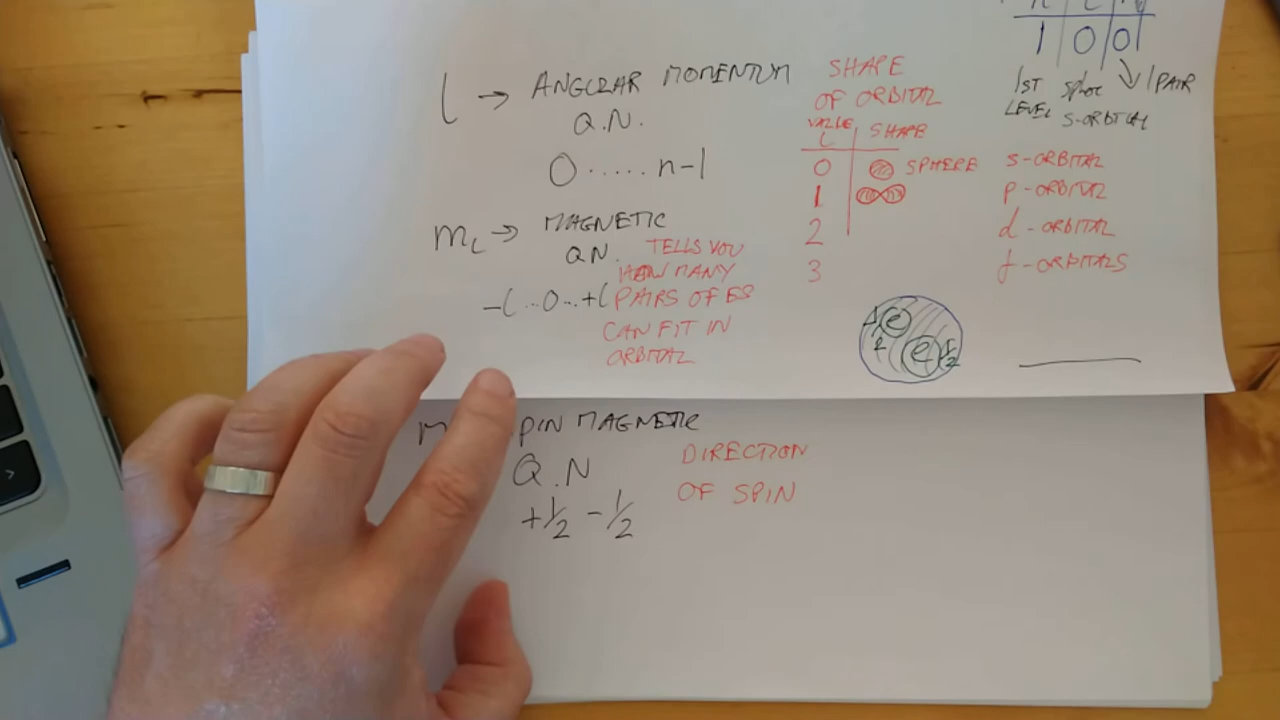 1 0 0
l → ANGULAR MOMENTUM
Q.N.
0 ...... n-1
SHAPE
OF ORBITAL
VALUE
L SHAPE
0 SPHERE
1
2
3
1ST
LEVEL
S-ORBITAL
1 PAIR
S-ORBITAL
P-ORBITAL
d-ORBITAL
f-ORBITALS
mL → MAGNETIC
Q.N.
-L...0...+L
TELLS YOU
HOW MANY
PAIRS OF ES
CAN FIT IN
ORBITAL
e
e
PIN MAGNETIC
Q.N
+1/2 -1/2
DIRECTION
OF SPIN